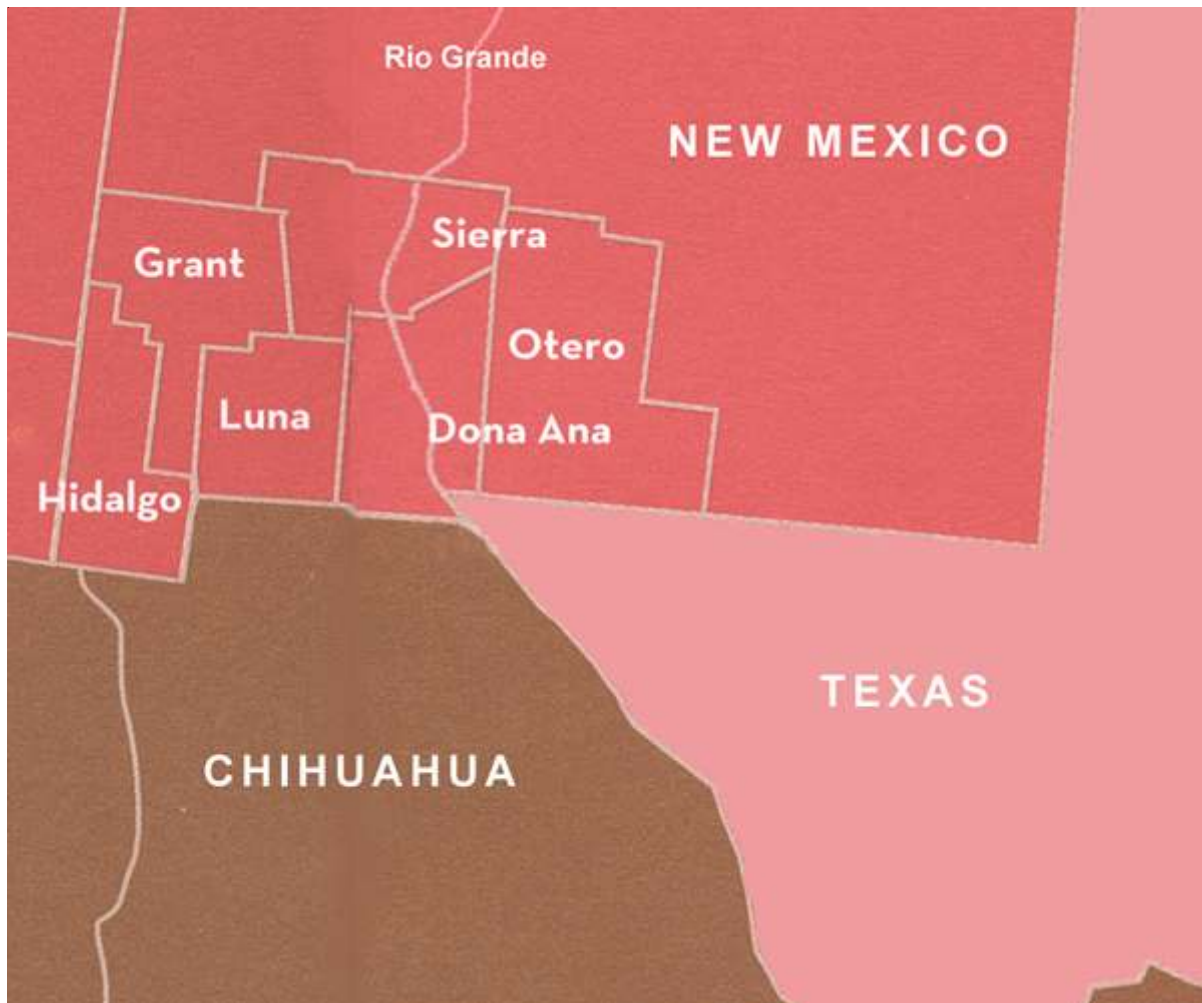 Rio Grande
NEW MEXICO
Sierra
Grant
Otero
Luna
Dona Ana
Hidalgo
TEXAS
CHIHUAHUA